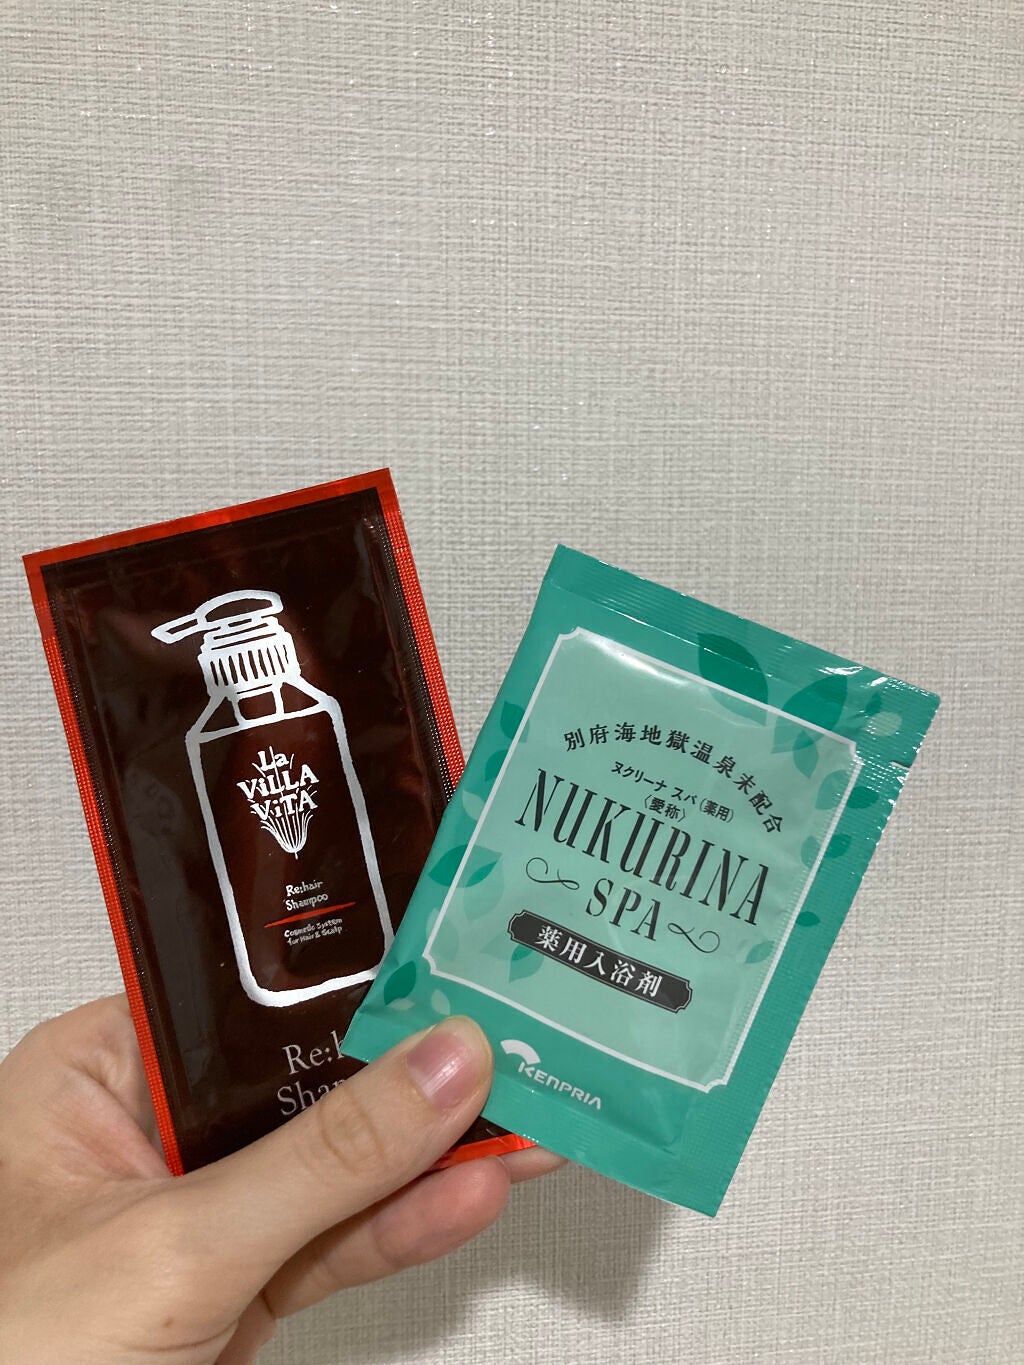 La
ViLLA
ViTA
Re:hair
Shampoo
Cosmetic System
for Hair & Scalp
Re:h
Sham
別府海地獄温泉末配合
ヌクリーナ スパ(薬用)
〈愛称〉
NUKURINA
SPA
薬用入浴剤
KENPRIA